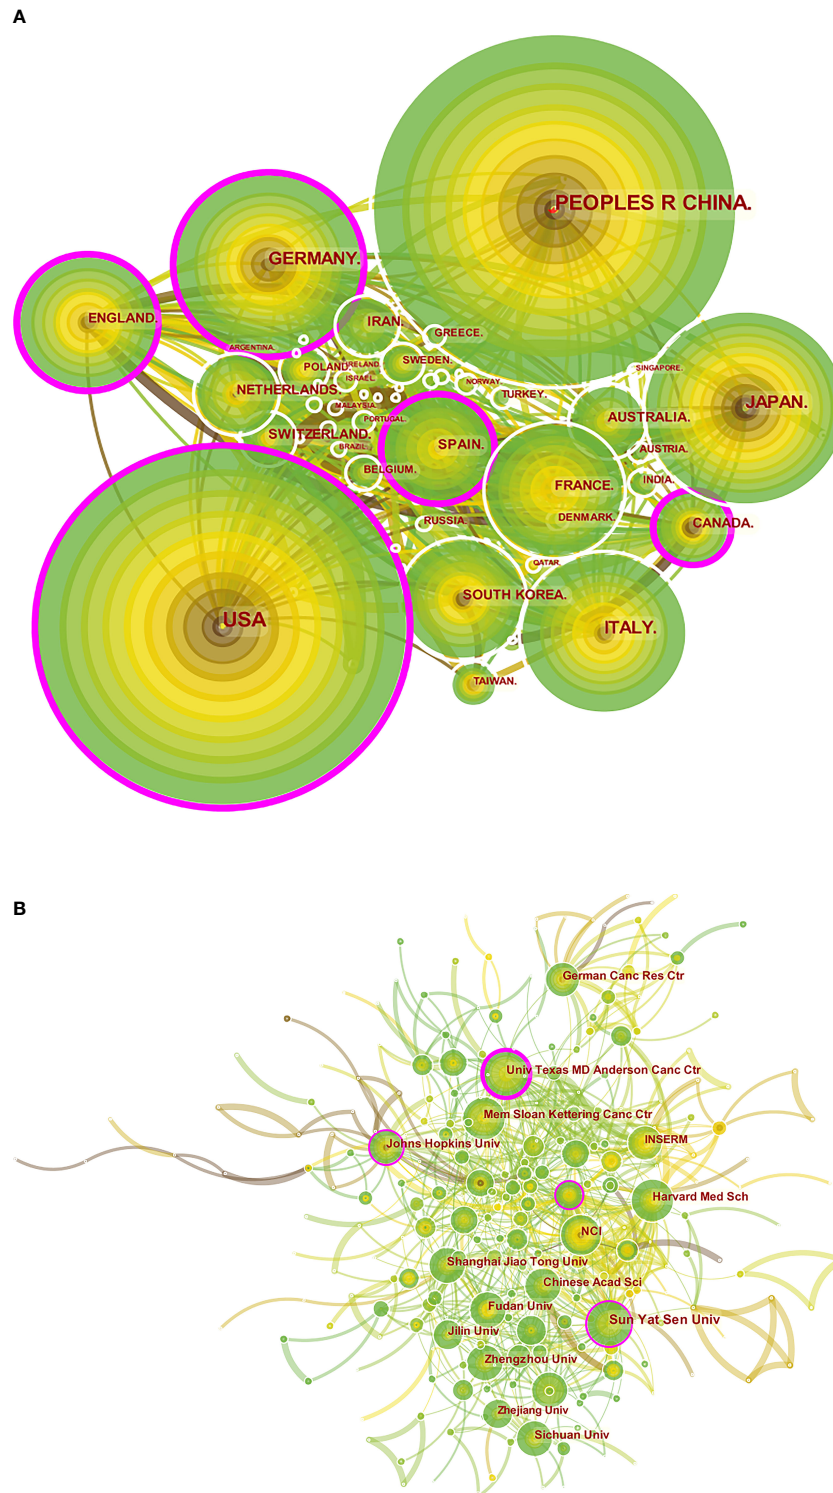 A
PEOPLES R CHINA.
GERMANY.
ENGLAND.
IRAN.
GREECE.
ARGENTINA.
POLAND.
IRELAND.
SWEDEN.
SINGAPORE.
ISRAEL.
NORWAY.
NETHERLANDS.
TURKEY.
JAPAN.
MALAYSIA.
PORTUGAL.
AUSTRALIA.
SWITZERLAND.
BRAZIL.
SPAIN.
AUSTRIA.
BELGIUM.
FRANCE.
INDIA.
RUSSIA.
DENMARK.
CANADA.
QATAR.
SOUTH KOREA.
USA
ITALY.
TAIWAN.
B
German Canc Res Ctr
Univ Texas MD Anderson Canc Ctr
Mem Sloan Kettering Canc Ctr
Johns Hopkins Univ
INSERM
Harvard Med Sch
NCI
Shanghai Jiao Tong Univ
Chinese Acad Sci
Fudan Univ
Sun Yat Sen Univ
Jilin Univ
Zhengzhou Univ
Zhejiang Univ
Sichuan Univ